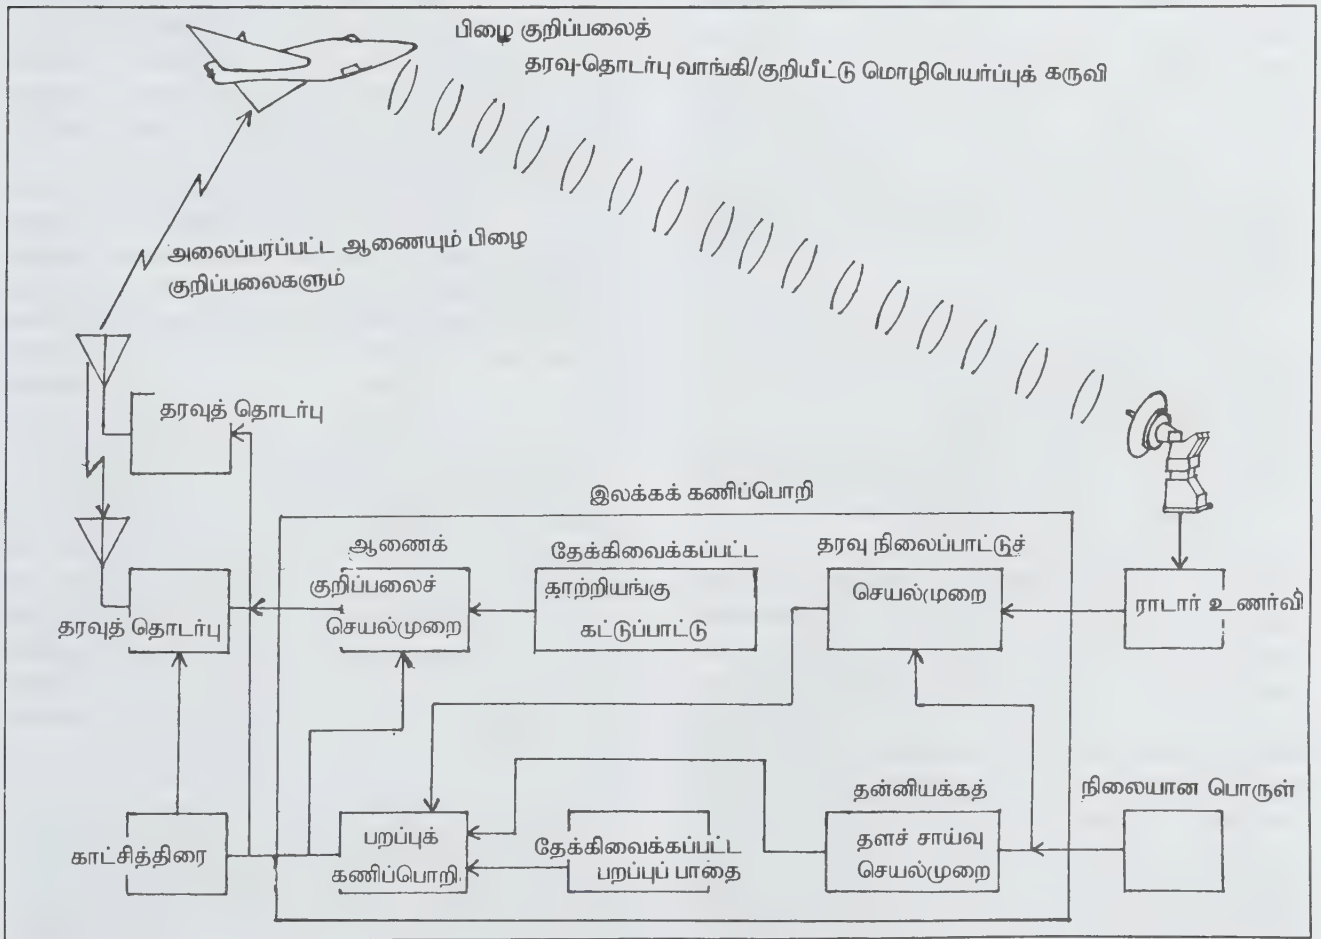 பிழை குறிப்பலைத்
தரவு-தொடர்பு வாங்கி/குறியீட்டு மொழிபெயர்ப்புக் கருவி
அலைப்பரப்பட்ட ஆணையும் பிழை
குறிப்பலைகளும்
தரவுத் தொடர்பு
இலக்கக் கணிப்பொறி
ஆணைக்
குறிப்பலைச்
செயல்முறை
தேக்கிவைக்கப்பட்ட
காற்றியங்கு
கட்டுப்பாட்டு
தரவு நிலைப்பாட்டுச்
செயல்முறை
ராடார் உணர்வி
தரவுத் தொடர்பு
காட்சித்திரை
பறப்புக்
கணிப்பொறி
தேக்கிவைக்கப்பட்ட
பறப்புப் பாதை
தன்னியக்கத்
தளச் சாய்வு
செயல்முறை
நிலையான பொருள்